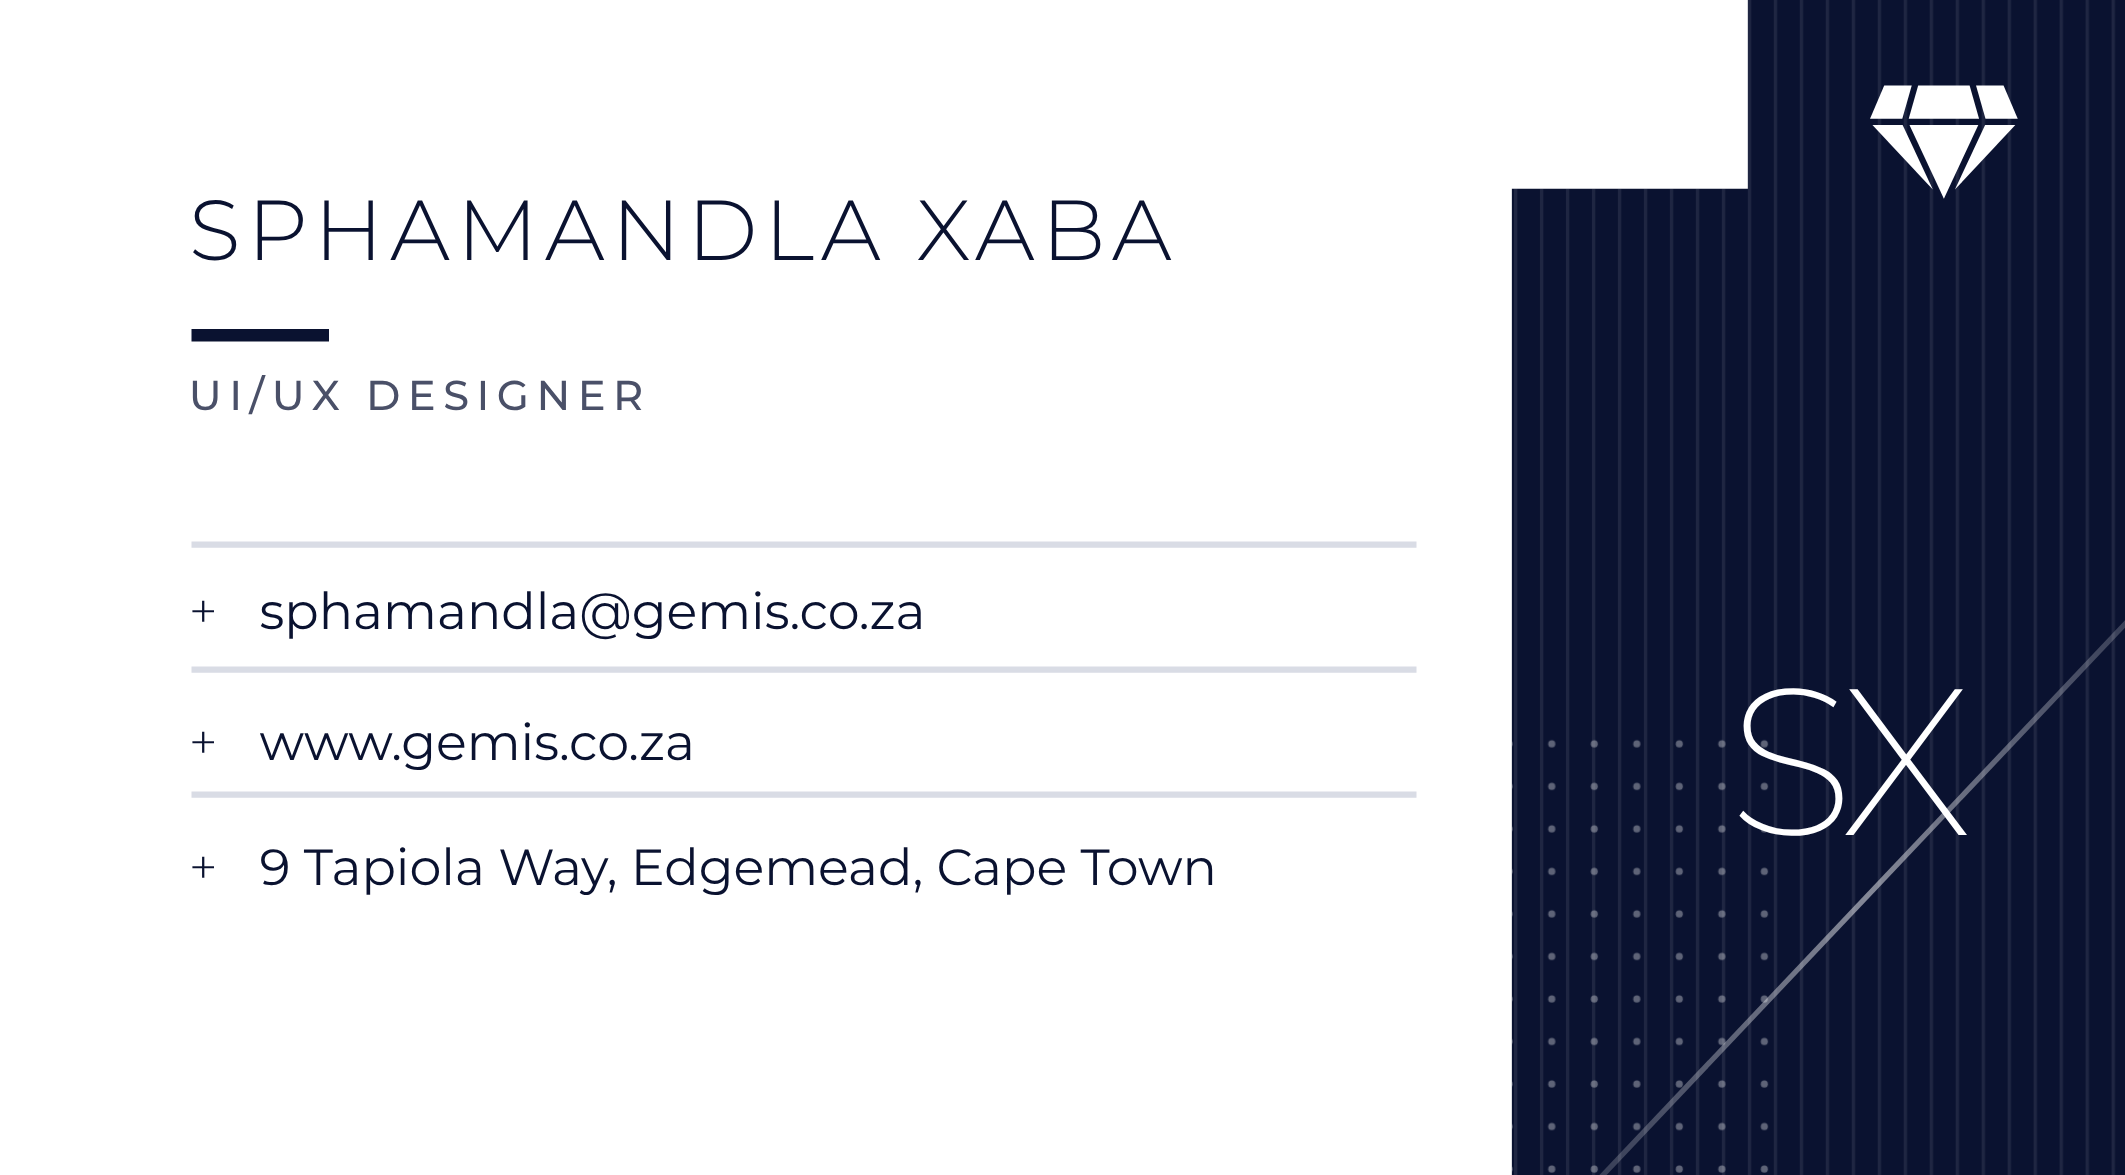 SPHAMANDLA XABA
UI/UX DESIGNER
+ sphamandla@gemis.co.za
+ www.gemis.co.za
+ 9 Tapiola Way, Edgemead, Cape Town
SX